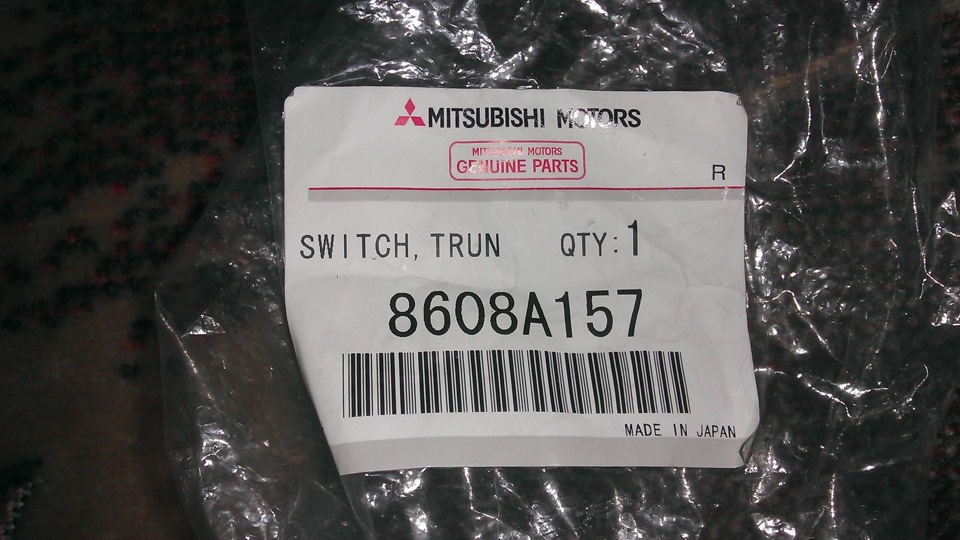 MITSUBISHI MOTORS
MITSUBISHI MOTORS
GENUINE PARTS
R
SWITCH, TRUN QTY:1
8608A157
MADE IN JAPAN